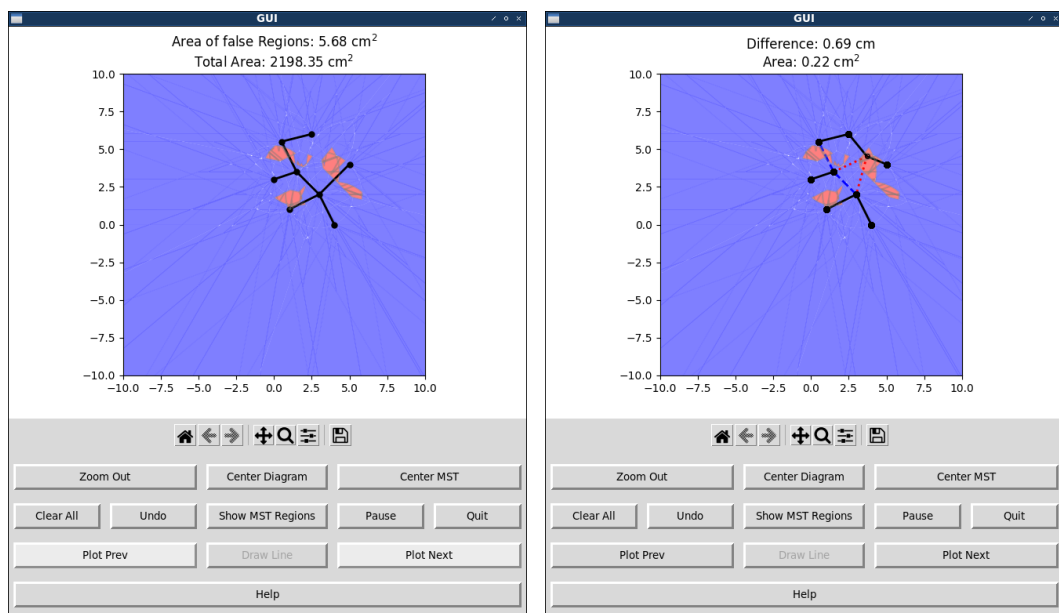 GUI
Area of false Regions: 5.68 cm²
Total Area: 2198.35 cm²
10.0
7.5
5.0
2.5
0.0
−2.5
−5.0
−7.5
−10.0
−10.0 −7.5 −5.0 −2.5 0.0 2.5 5.0 7.5 10.0
Zoom Out Center Diagram Center MST
Clear All Undo Show MST Regions Pause Quit
Plot Prev Draw Line Plot Next
Help
GUI
Difference: 0.69 cm
Area: 0.22 cm²
10.0
7.5
5.0
2.5
0.0
−2.5
−5.0
−7.5
−10.0
−10.0 −7.5 −5.0 −2.5 0.0 2.5 5.0 7.5 10.0
Zoom Out Center Diagram Center MST
Clear All Undo Show MST Regions Pause Quit
Plot Prev Draw Line Plot Next
Help